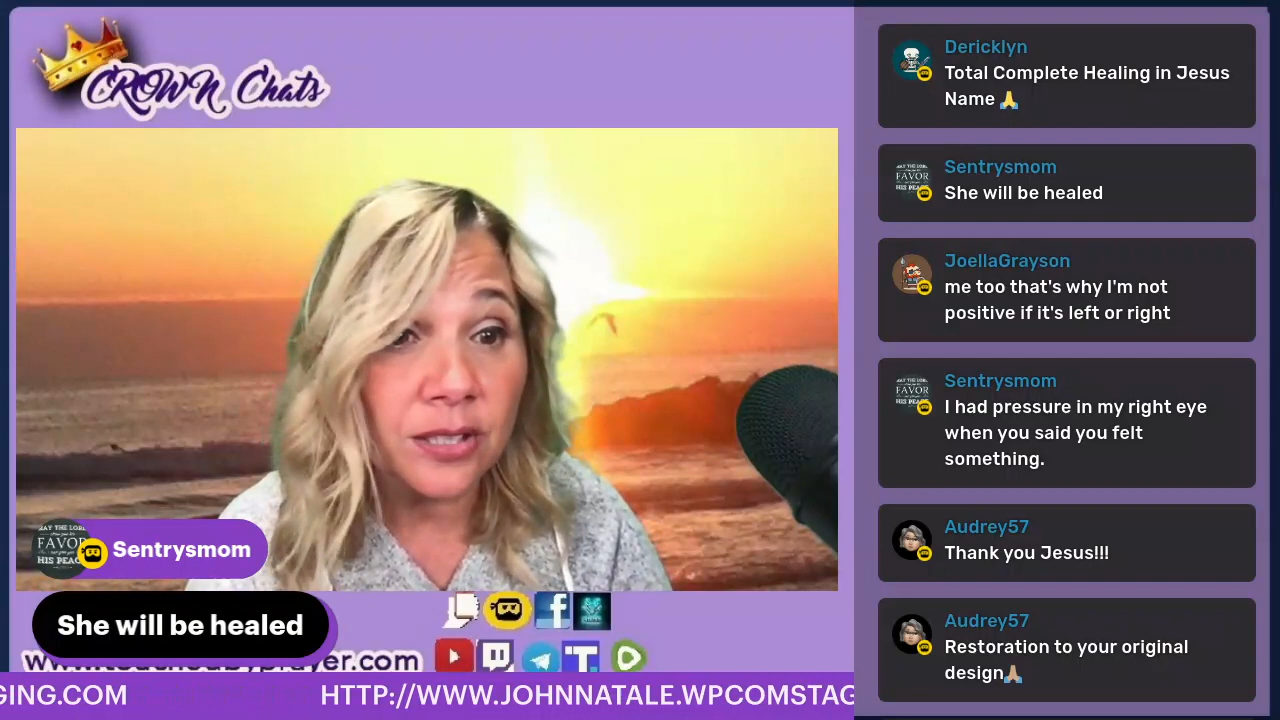 CROWN Chats
Sentrysmom
She will be healed
GING.COM HTTP://WWW.JOHNNATALE.WPCOMSTAG
Dericklyn
Total Complete Healing in Jesus
Name 🙏
Sentrysmom
She will be healed
JoellaGrayson
me too that's why I'm not
positive if it's left or right
Sentrysmom
I had pressure in my right eye
when you said you felt
something.
Audrey57
Thank you Jesus!!!
Audrey57
Restoration to your original
design🙏🏽